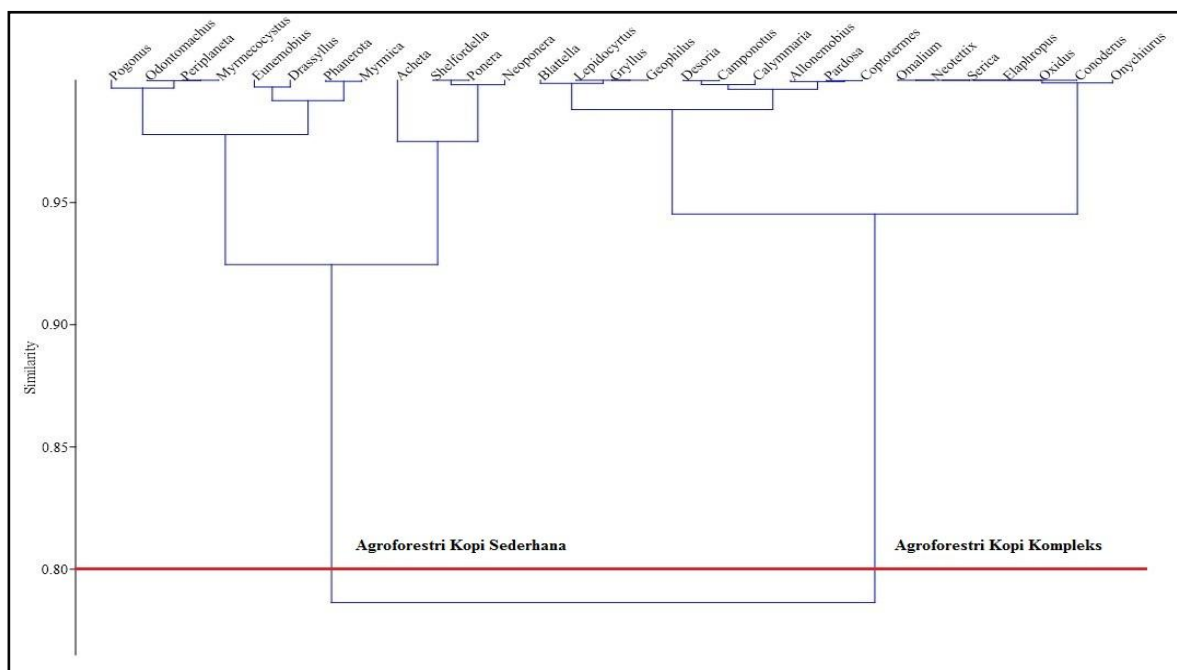 Pogonus
Odontomachus
Periplaneta
Myrmecocystus
Eunemobius
Drassyllus
Phanerota
Myrmica
Acheta
Shelfordella
Ponera
Neoponera
Blattella
Lepidocyrtus
Gryllus
Geophilus
Desoria
Camponotus
Calymmaria
Allonemobius
Pardosa
Coptotermes
Omalium
Neotettix
Serica
Elaphropus
Oxidus
Conoderus
Onychiurus
0.95
0.90
0.85
0.80
Similarity
Agroforestri Kopi Sederhana
Agroforestri Kopi Kompleks